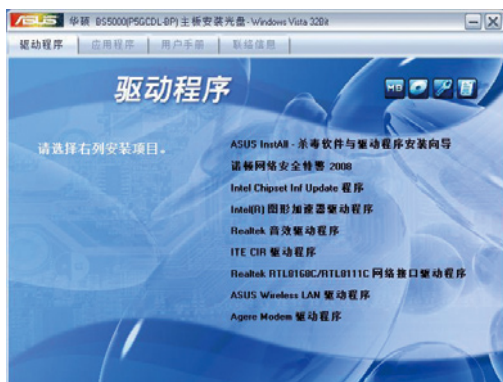 ASUS 华硕 BS5000(P5GCDL-BP)主板安装光盘-Windows Vista 32Bit
驱动程序 应用程序 用户手册 联络信息
驱动程序
请选择右列安装项目。
ASUS InstAll - 杀毒软件与驱动程序安装向导
诺顿网络安全特警 2008
Intel Chipset Inf Update 程序
Intel(R) 图形加速器驱动程序
Realtek 音效驱动程序
ITE CIR 驱动程序
Realtek RTL8168C/RTL8111C 网络接口驱动程序
ASUS Wireless LAN 驱动程序
Agere Modem 驱动程序